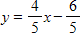 y = 4/5 x - 6/5